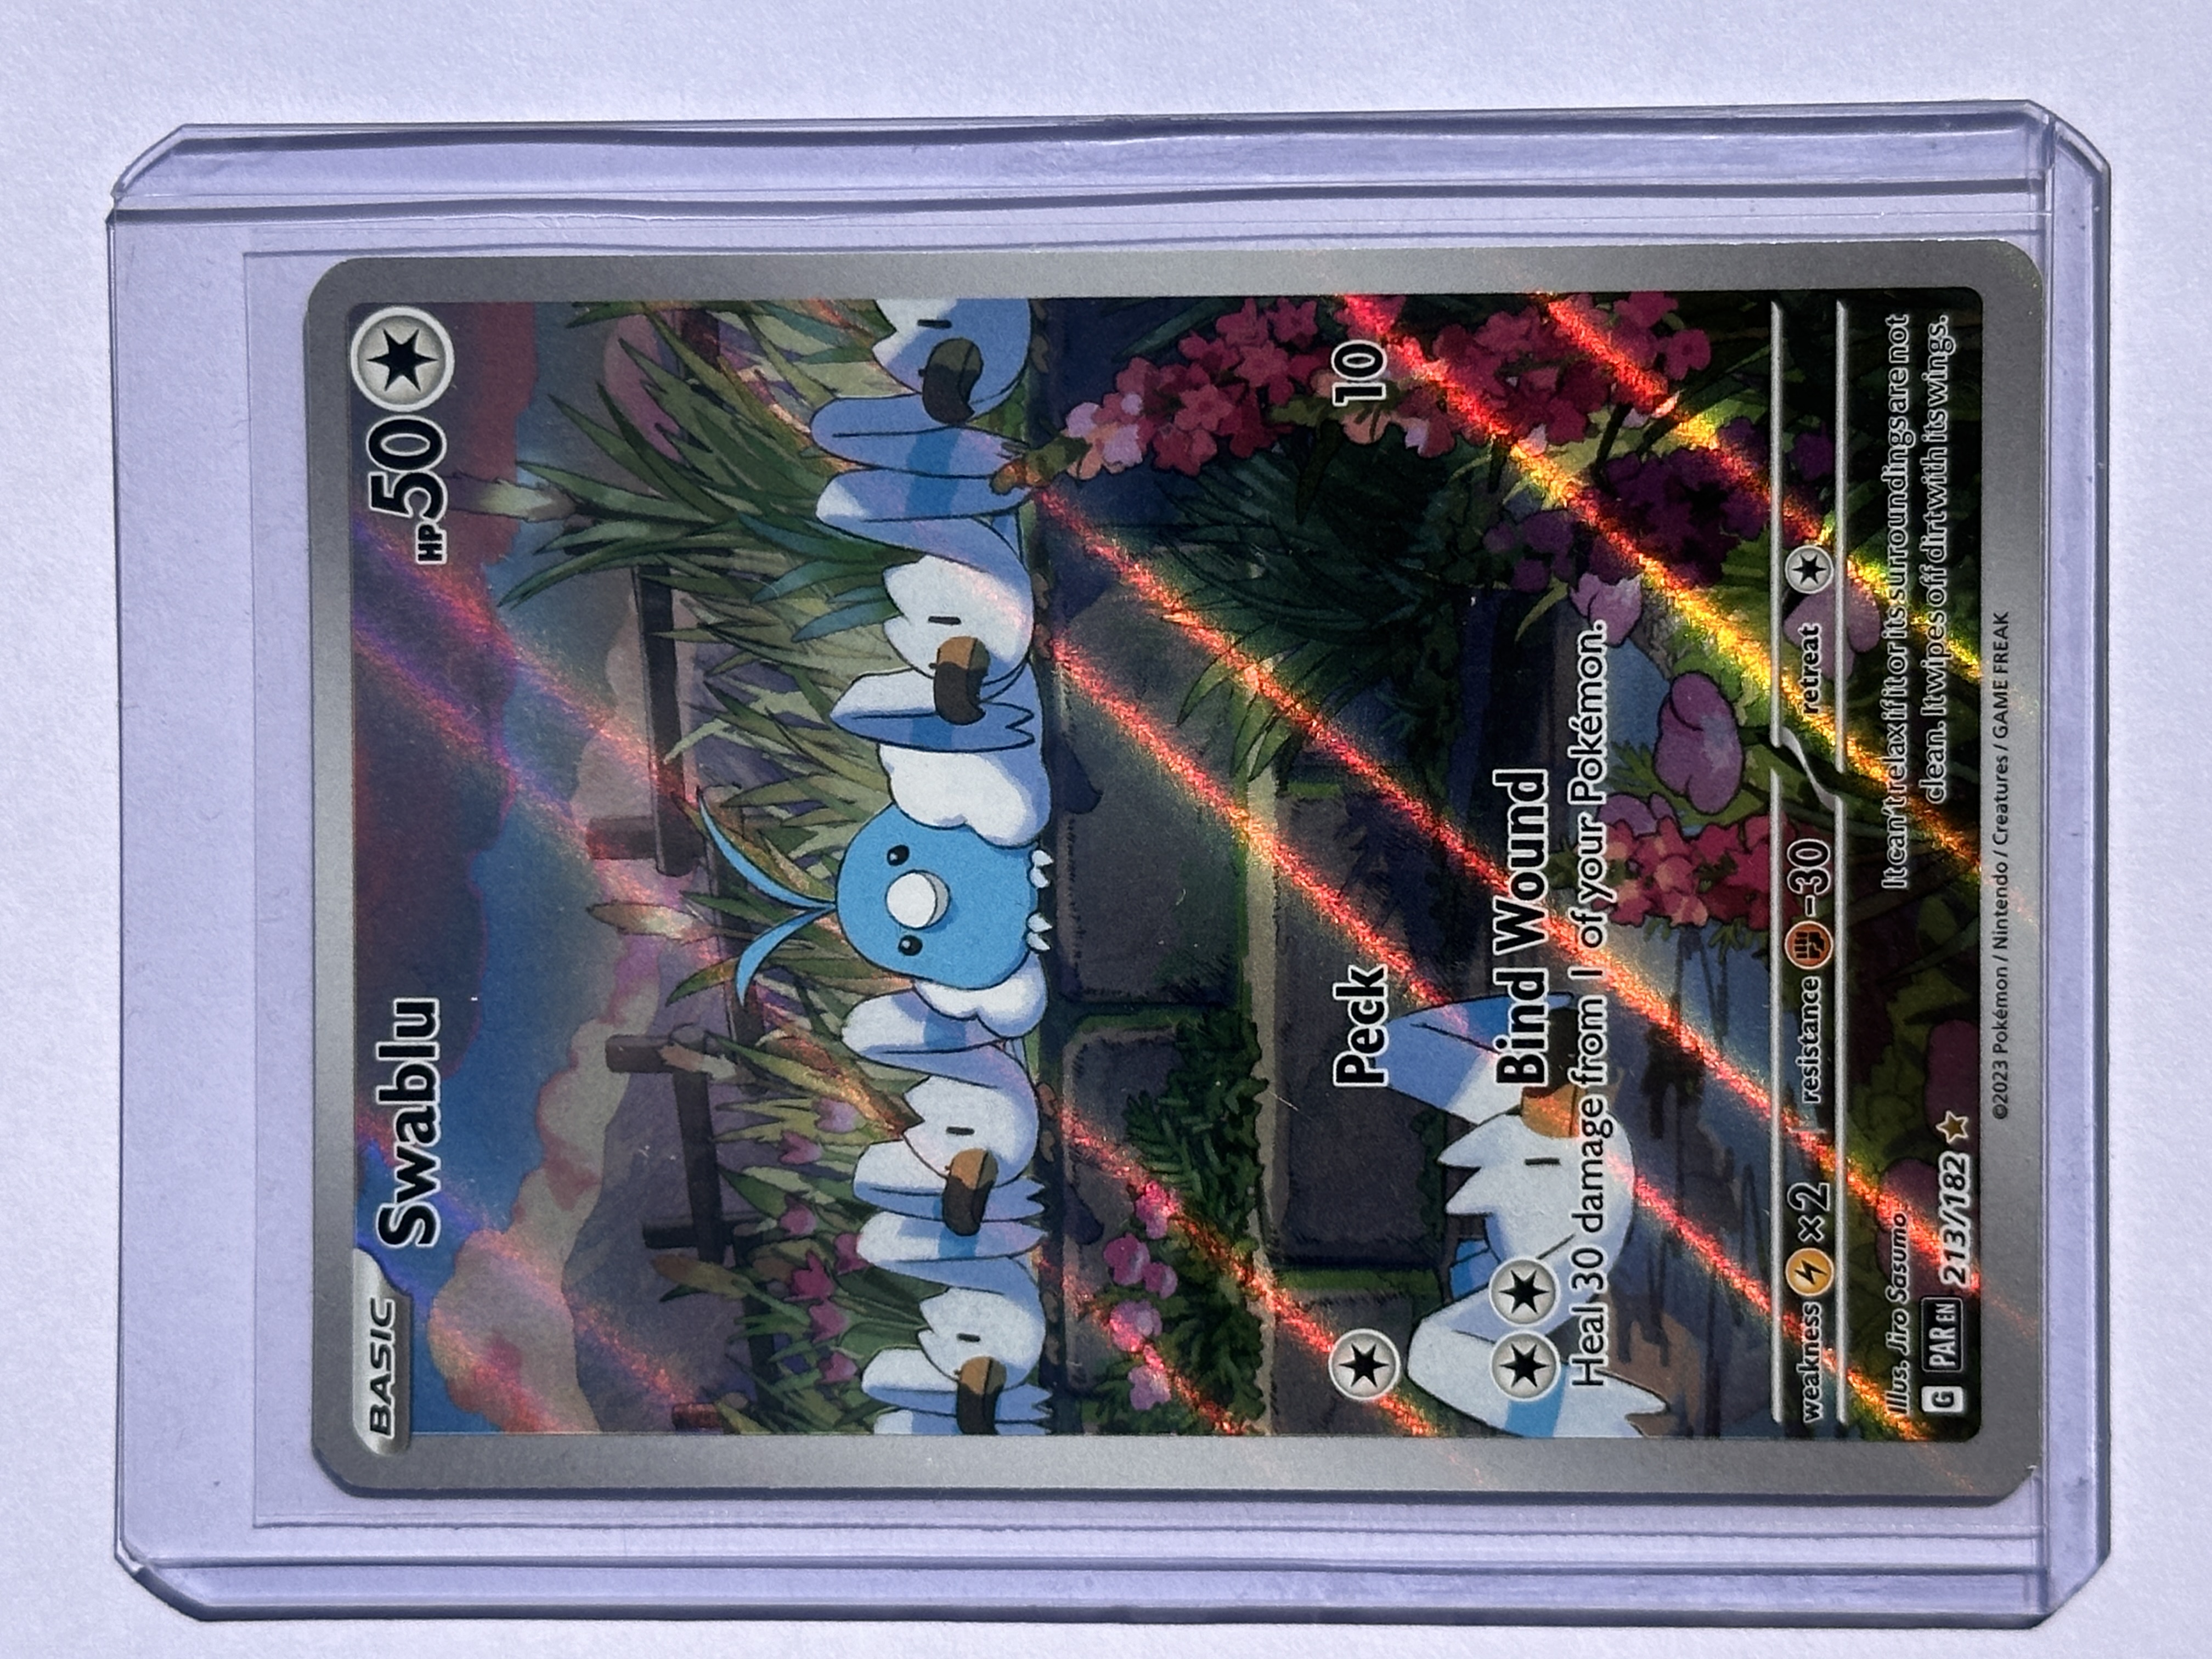 BASIC Swablu HP50
Peck 10
Bind Wound
Heal 30 damage from 1 of your Pokémon.
weakness ×2 resistance -30 retreat
Illus. Jiro Sasumo
It can't relax if it or its surroundings are not
clean. It wipes off dirt with its wings.
G PAR EN 213/182
©2023 Pokémon / Nintendo / Creatures / GAME FREAK